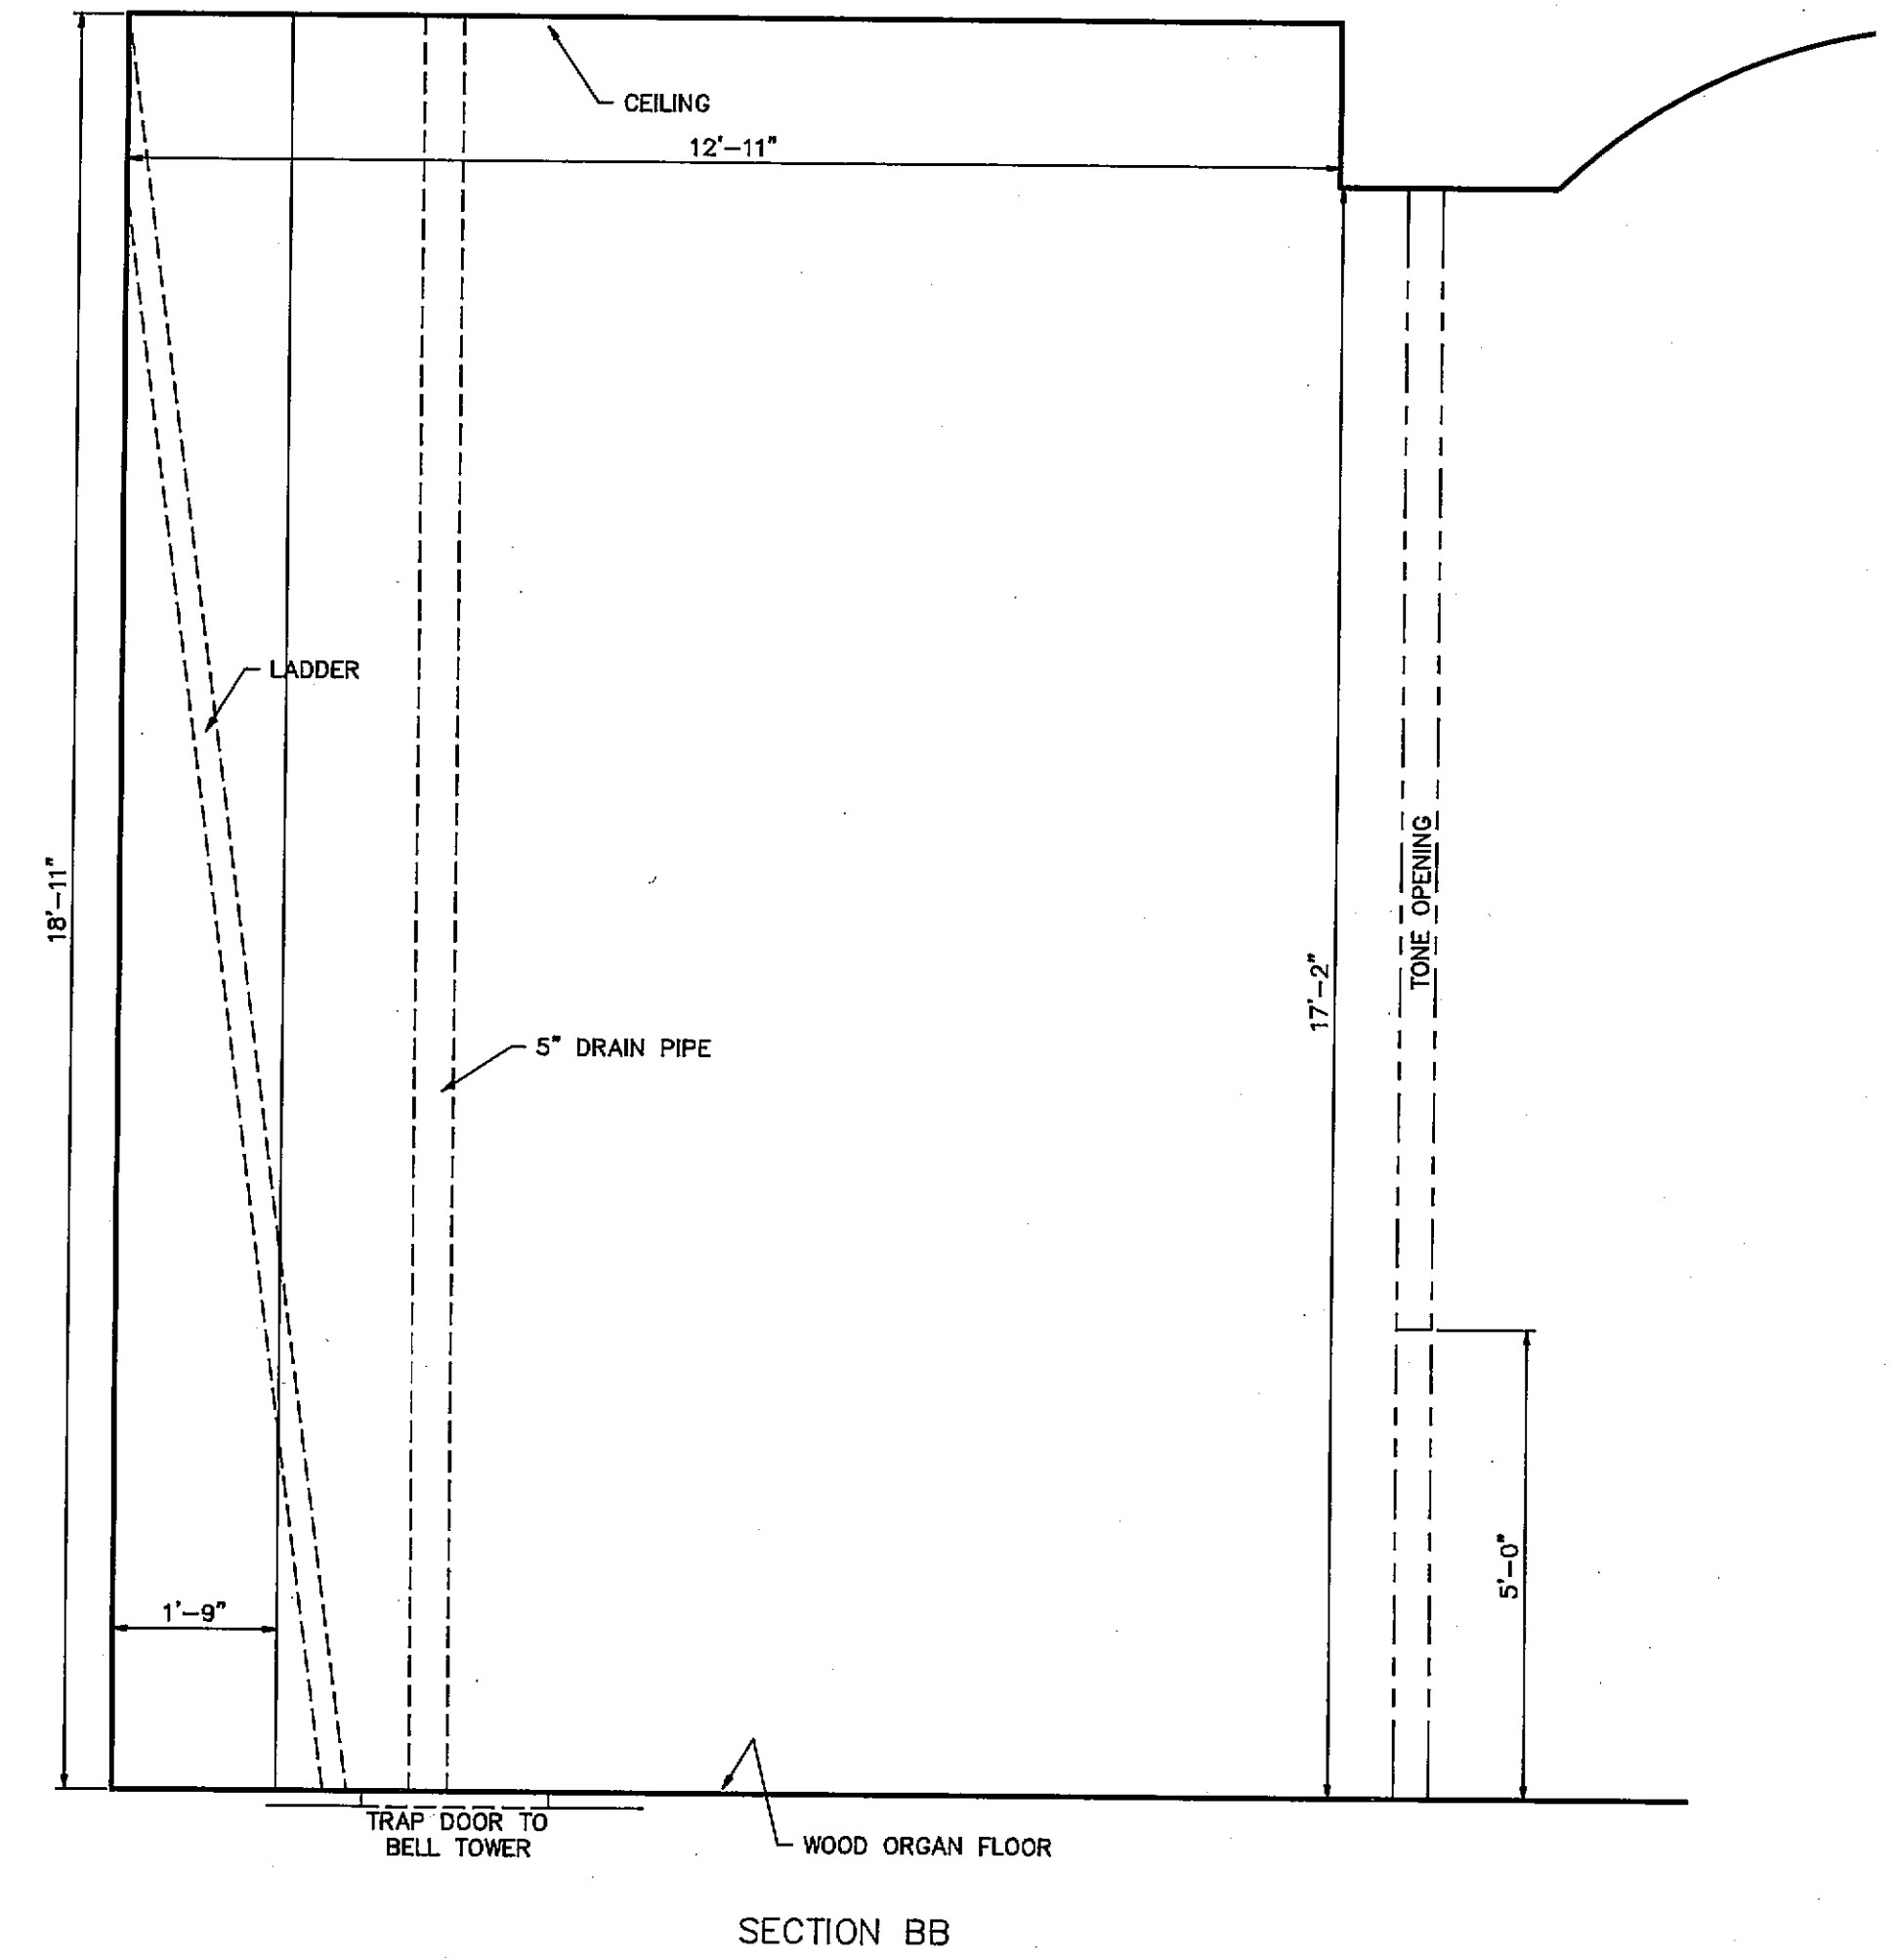 CEILING
12'-11"
LADDER
18'-11"
TONE OPENING
17'-2"
5" DRAIN PIPE
5'-0"
1'-9"
TRAP DOOR TO
BELL TOWER
WOOD ORGAN FLOOR
SECTION BB